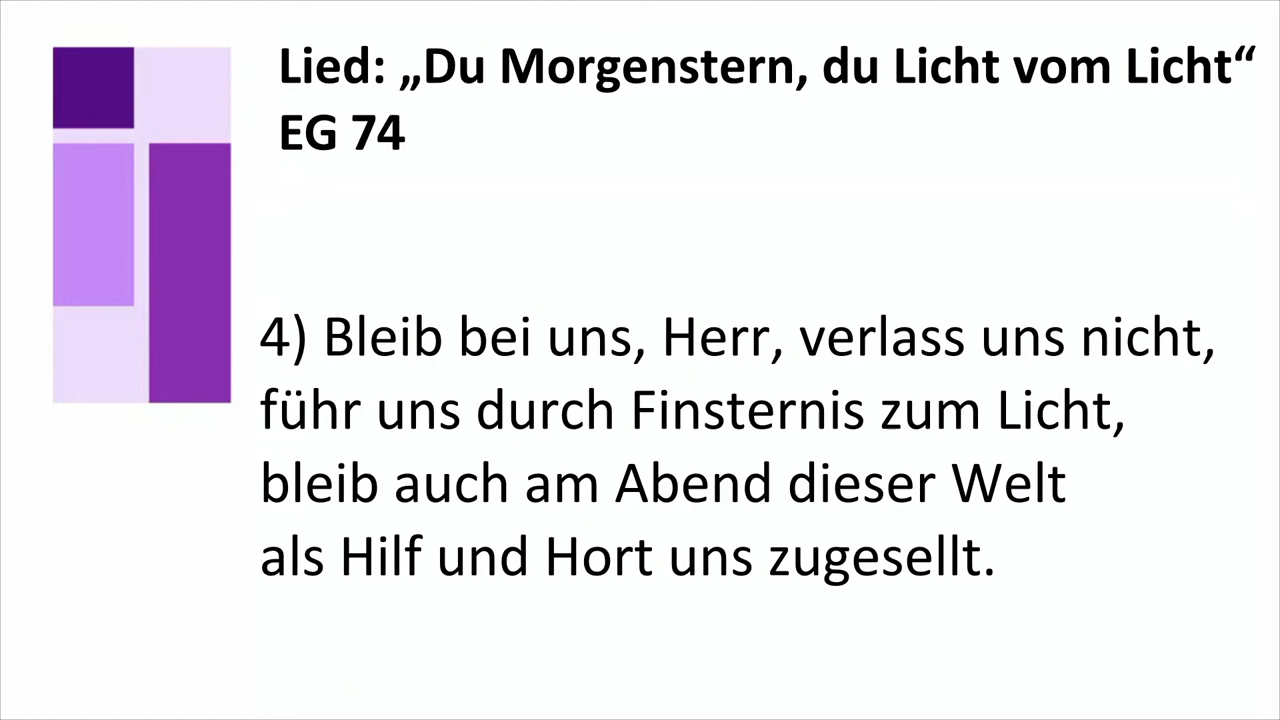 Lied: „Du Morgenstern, du Licht vom Licht“
EG 74
4) Bleib bei uns, Herr, verlass uns nicht,
führ uns durch Finsternis zum Licht,
bleib auch am Abend dieser Welt
als Hilf und Hort uns zugesellt.